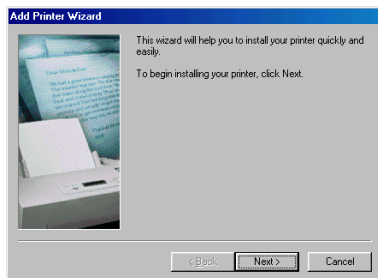 Add Printer Wizard
This wizard will help you to install your printer quickly and
easily.
To begin installing your printer, click Next.
< Back
Next >
Cancel